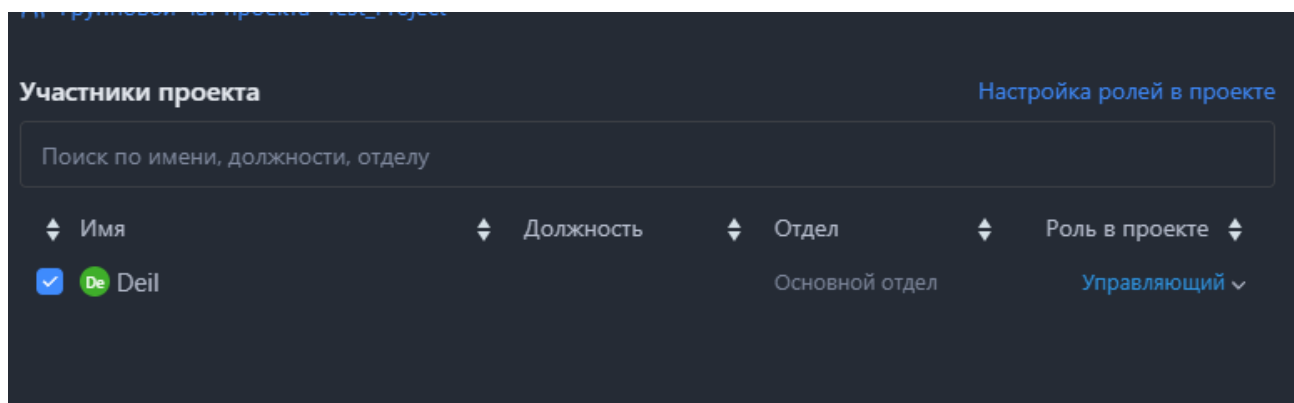 Участники проекта Настройка ролей в проекте
Поиск по имени, должности, отделу
Имя Должность Отдел Роль в проекте
De Deil Основной отдел Управляющий